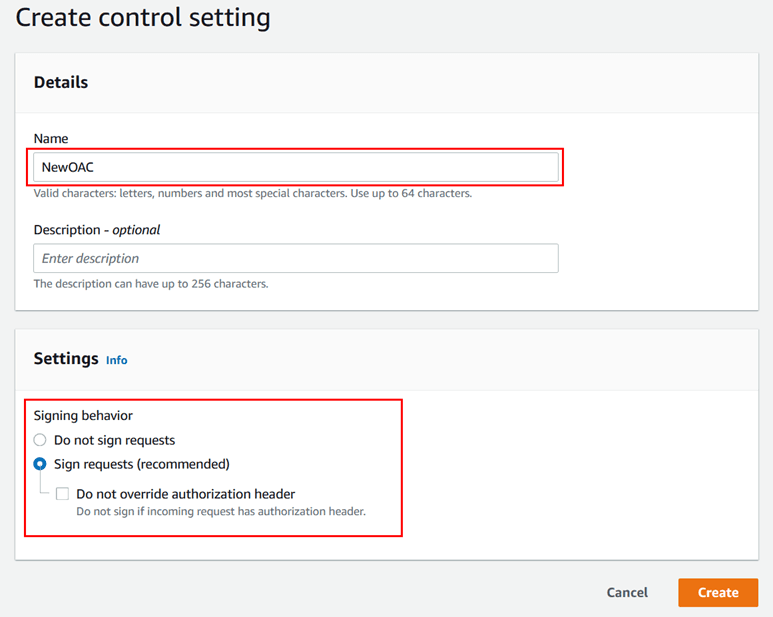 Create control setting
Details
Name
NewOAC
Valid characters: letters, numbers and most special characters. Use up to 64 characters.
Description - optional
Enter description
The description can have up to 256 characters.
Settings Info
Signing behavior
Do not sign requests
Sign requests (recommended)
Do not override authorization header
Do not sign if incoming request has authorization header.
Cancel Create